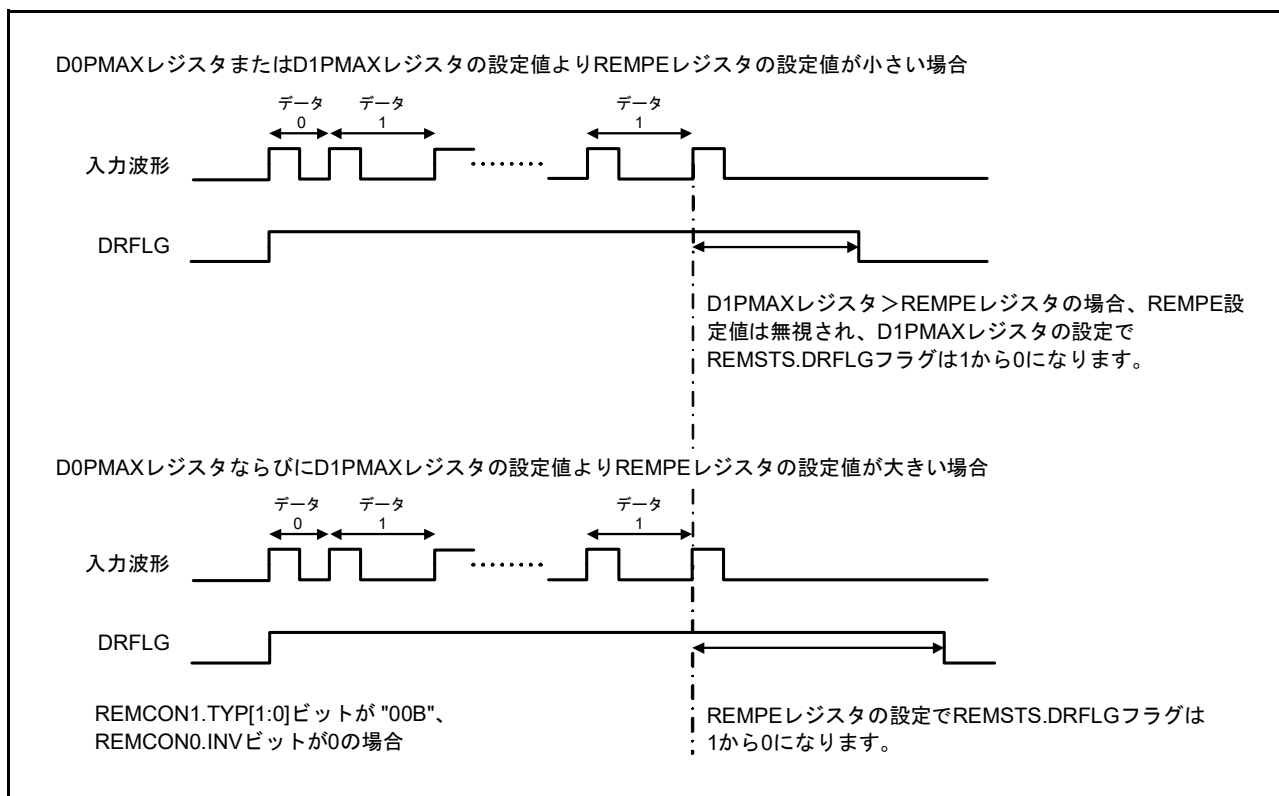 D0PMAXレジスタまたはD1PMAXレジスタの設定値よりREMPEレジスタの設定値が小さい場合
データ
0
データ
1
データ
1
入力波形
DRFLG
D1PMAXレジスタ＞REMPEレジスタの場合、REMPE設
定値は無視され、D1PMAXレジスタの設定で
REMSTS.DRFLGフラグは1から0になります。
D0PMAXレジスタならびにD1PMAXレジスタの設定値よりREMPEレジスタの設定値が大きい場合
データ
0
データ
1
データ
1
入力波形
DRFLG
REMCON1.TYP[1:0]ビットが "00B"、
REMCON0.INVビットが0の場合
REMPEレジスタの設定でREMSTS.DRFLGフラグは
1から0になります。